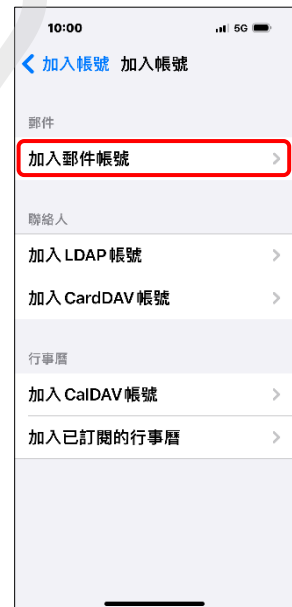 10:00 5G
加入帳號 加入帳號
郵件
加入郵件帳號
聯絡人
加入 LDAP 帳號
加入 CardDAV 帳號
行事曆
加入 CalDAV 帳號
加入已訂閱的行事曆